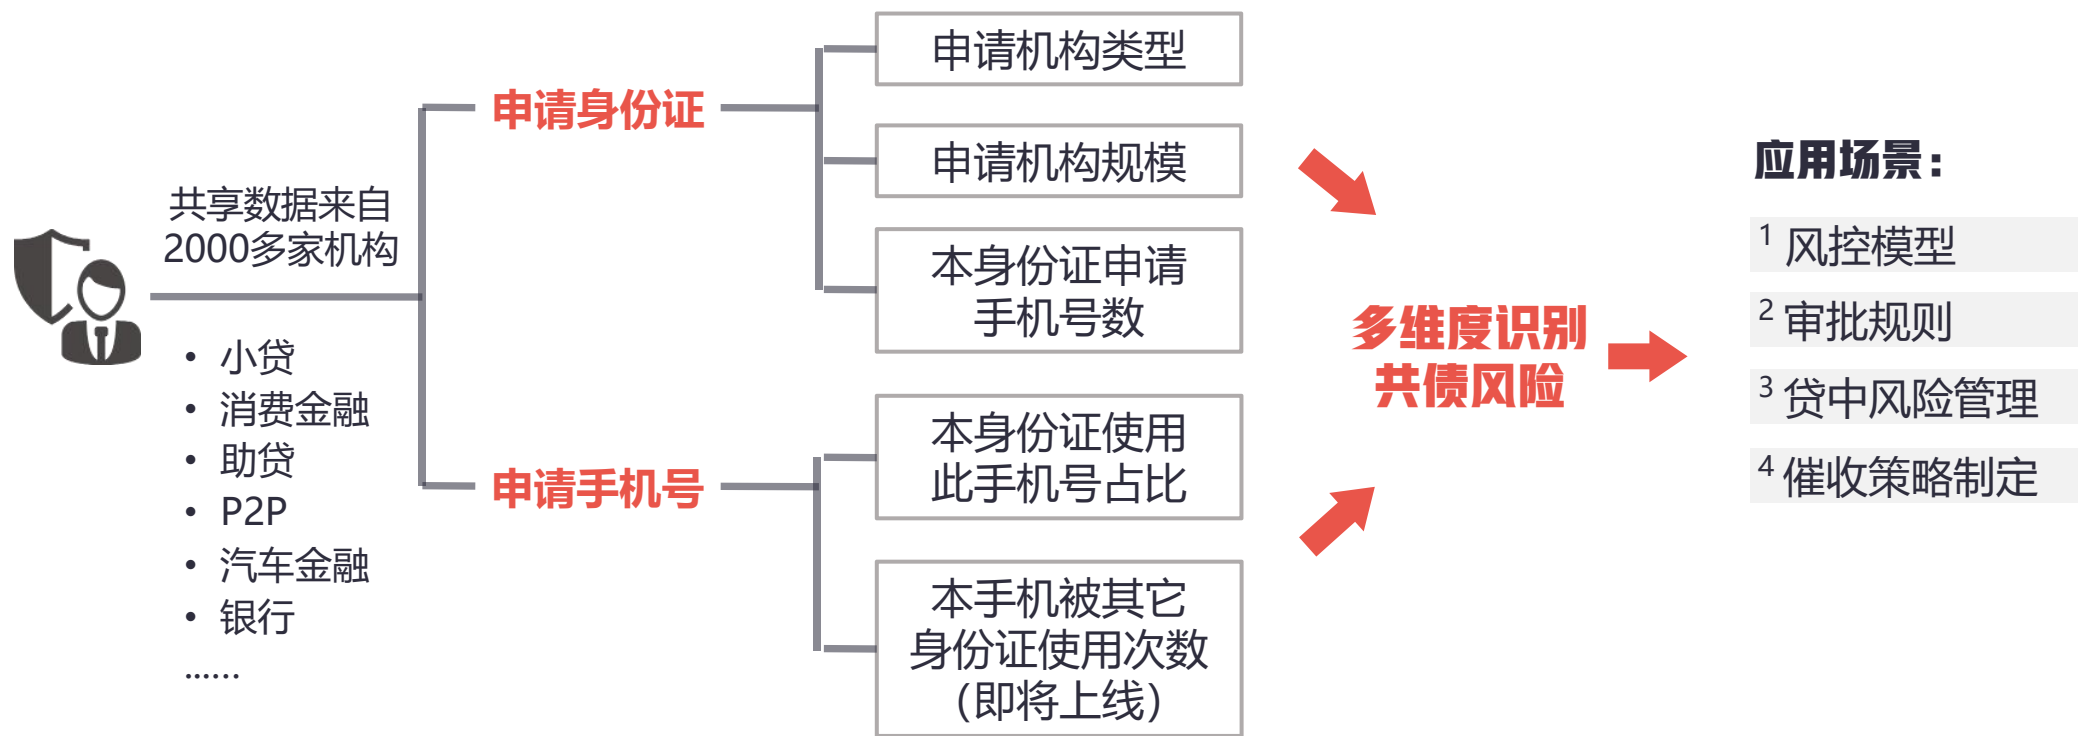 共享数据来自
2000多家机构
• 小贷
• 消费金融
• 助贷
• P2P
• 汽车金融
• 银行
......
申请身份证
申请机构类型
申请机构规模
本身份证申请
手机号数
申请手机号
本身份证使用
此手机号占比
本手机被其它
身份证使用次数
（即将上线）
多维度识别
共债风险
应用场景：
1 风控模型
2 审批规则
3 贷中风险管理
4 催收策略制定